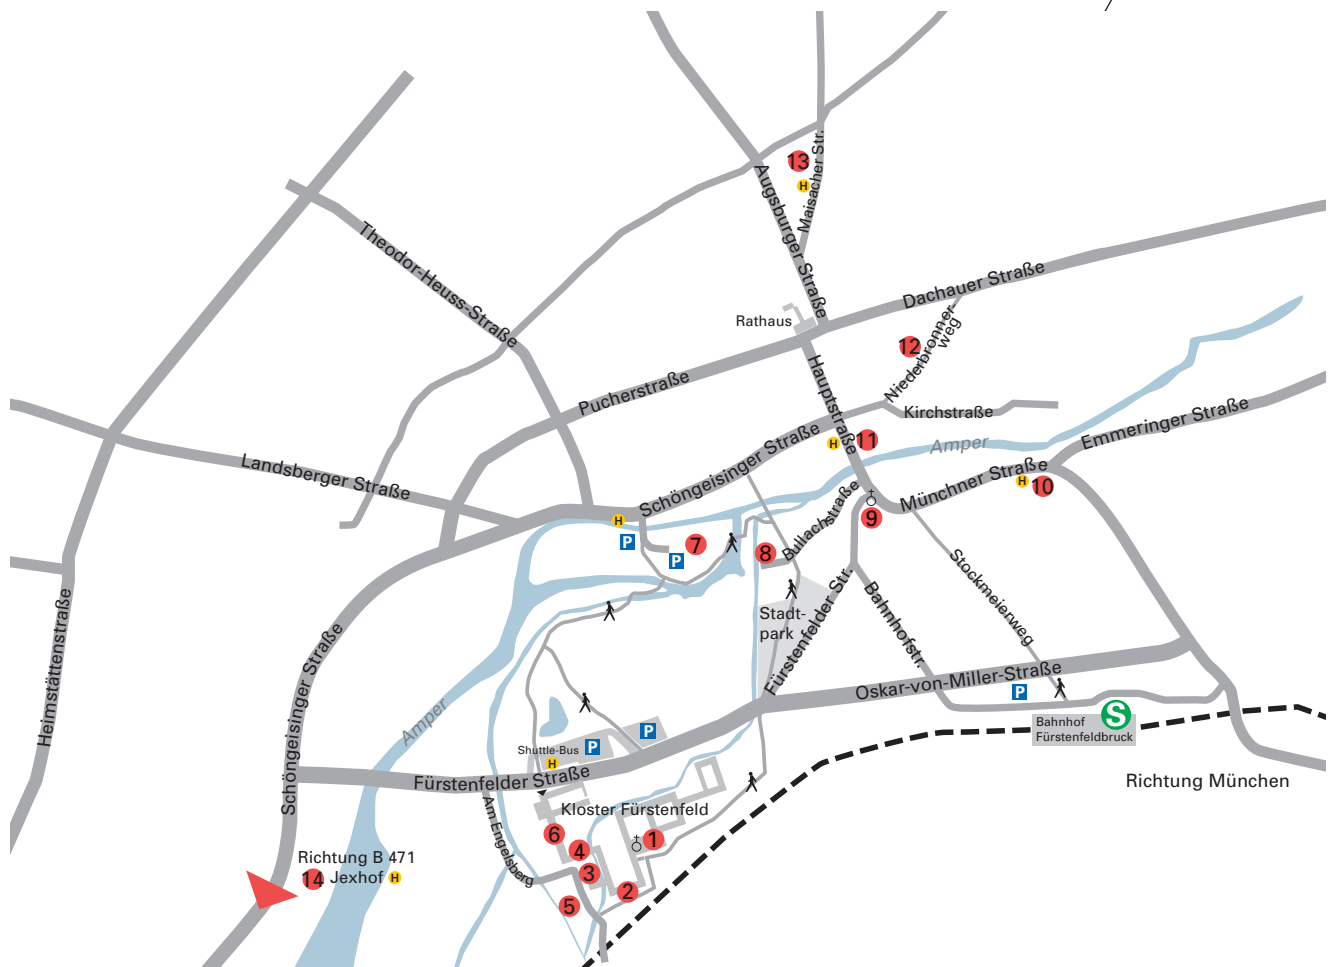 13
H
Maisacher Str.
Augsburger Straße
Theodor-Heuss-Straße
Dachauer Straße
Rathaus
12
Niederbronner-
weg
Pucherstraße
Hauptstraße
Kirchstraße
Schöngeisinger Straße
H
11
Amper
Emmeringer Straße
Landsberger Straße
Münchner Straße
H
10
H
P
P
7
8
Bullachstraße
9
Stockmeierweg
Stadt-
park
Fürstenfelder Str.
Bahnhofstr.
Heimstättenstraße
Schöngeisinger Straße
Oskar-von-Miller-Straße
P
S
Bahnhof
Fürstenfeldbruck
Amper
P
P
Shuttle-Bus
H
Fürstenfelder Straße
Richtung München
Am Engelsberg
Kloster Fürstenfeld
6
4
1
3
2
5
Richtung B 471
14
Jexhof
H